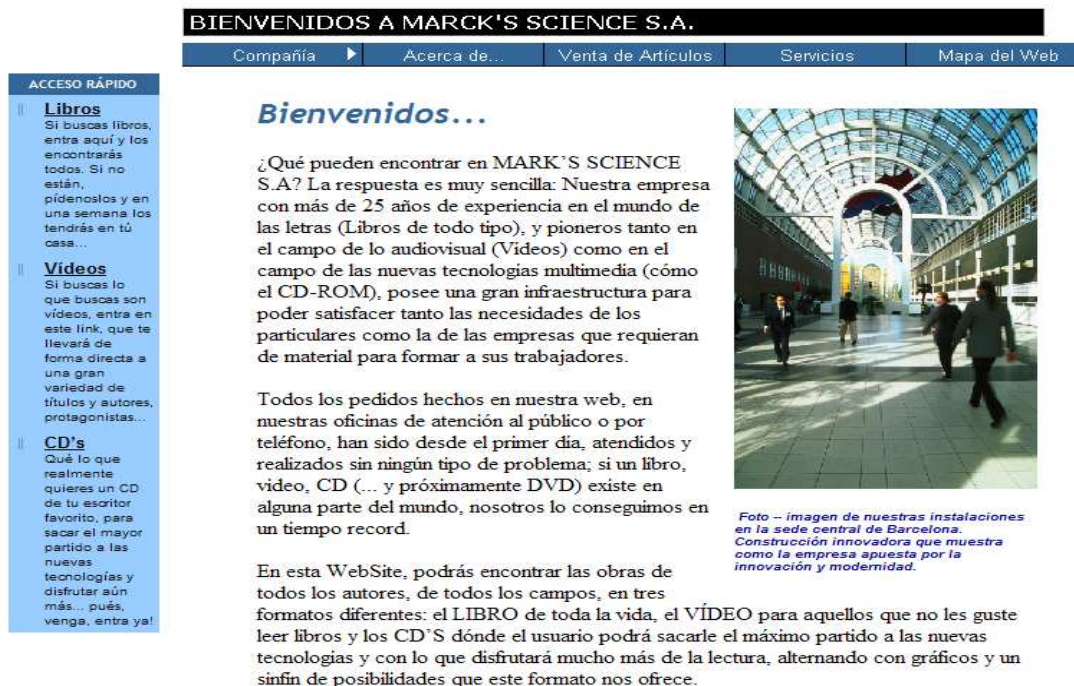 BIENVENIDOS A MARCK'S SCIENCE S.A.
Compañía Acerca de... Venta de Artículos Servicios Mapa del Web
ACCESO RÁPIDO
Libros
Si buscas libros,
entra aquí y los
encontrarás
todos. Si no
están,
pídenoslos y en
una semana los
tendrás en tú
casa...
Vídeos
Si buscas lo
que buscas son
vídeos, entra en
este link, que te
llevará de
forma directa a
una gran
variedad de
títulos y autores,
protagonistas...
CD's
Qué lo que
realmente
quieres un CD
de tu escritor
favorito, para
sacar el mayor
partido a las
nuevas
tecnologías y
disfrutar aún
más... pués,
venga, entra ya!
Bienvenidos...
¿Qué pueden encontrar en MARK'S SCIENCE
S.A? La respuesta es muy sencilla: Nuestra empresa
con más de 25 años de experiencia en el mundo de
las letras (Libros de todo tipo), y pioneros tanto en
el campo de lo audiovisual (Videos) como en el
campo de las nuevas tecnologias multimedia (cómo
el CD-ROM), posee una gran infraestructura para
poder satisfacer tanto las necesidades de los
particulares como la de las empresas que requieran
de material para formar a sus trabajadores.
Todos los pedidos hechos en nuestra web, en
nuestras oficinas de atención al público o por
teléfono, han sido desde el primer día, atendidos y
realizados sin ningún tipo de problema; si un libro,
video, CD (... y próximamente DVD) existe en
alguna parte del mundo, nosotros lo conseguimos en
un tiempo record.
En esta WebSite, podrás encontrar las obras de
todos los autores, de todos los campos, en tres
formatos diferentes: el LIBRO de toda la vida, el VÍDEO para aquellos que no les guste
leer libros y los CD'S dónde el usuario podrá sacarle el máximo partido a las nuevas
tecnologias y con lo que disfrutará mucho más de la lectura, alternando con gráficos y un
sinfín de posibilidades que este formato nos ofrece.
Foto – imagen de nuestras instalaciones
en la sede central de Barcelona.
Construcción innovadora que muestra
como la empresa apuesta por la
innovación y modernidad.